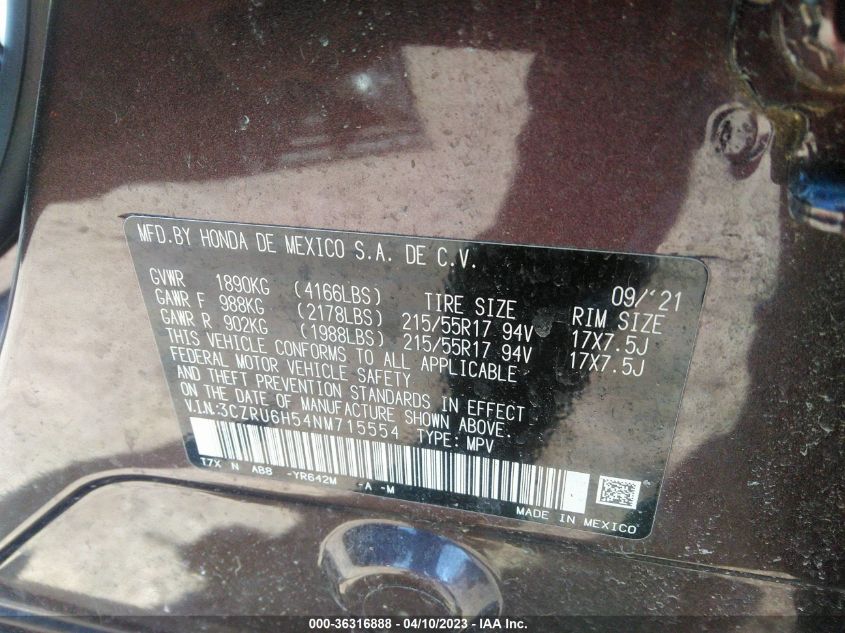 MFD.BY HONDA DE MEXICO S.A. DE C.V.
09/'21
GVWR 1890KG (4166LBS) TIRE SIZE RIM SIZE
GAWR F 988KG (2178LBS) 215/55R17 94V 17X7.5J
GAWR R 902KG (1988LBS) 215/55R17 94V 17X7.5J
THIS VEHICLE CONFORMS TO ALL APPLICABLE
FEDERAL MOTOR VEHICLE SAFETY
AND THEFT PREVENTION STANDARDS IN EFFECT
ON THE DATE OF MANUFACTURE SHOWN ABOVE.
V.I.N:3CZRU6H54NM715554 TYPE: MPV
T7X N AB8 -YR642M -A -M
MADE IN MEXICO
000-36316888 - 04/10/2023 - IAA Inc.